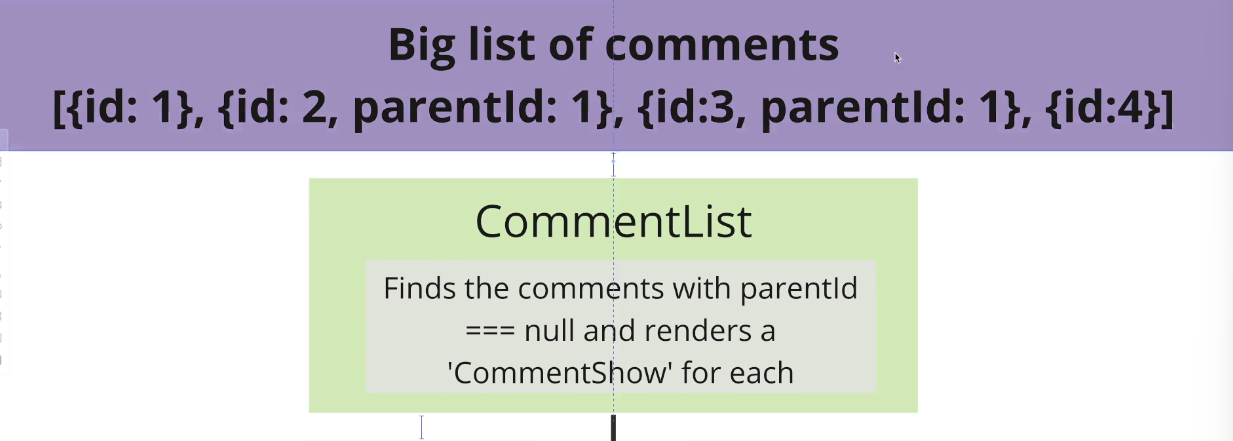 Big list of comments
[{id: 1}, {id: 2, parentId: 1}, {id:3, parentId: 1}, {id:4}]
CommentList
Finds the comments with parentId
=== null and renders a
'CommentShow' for each